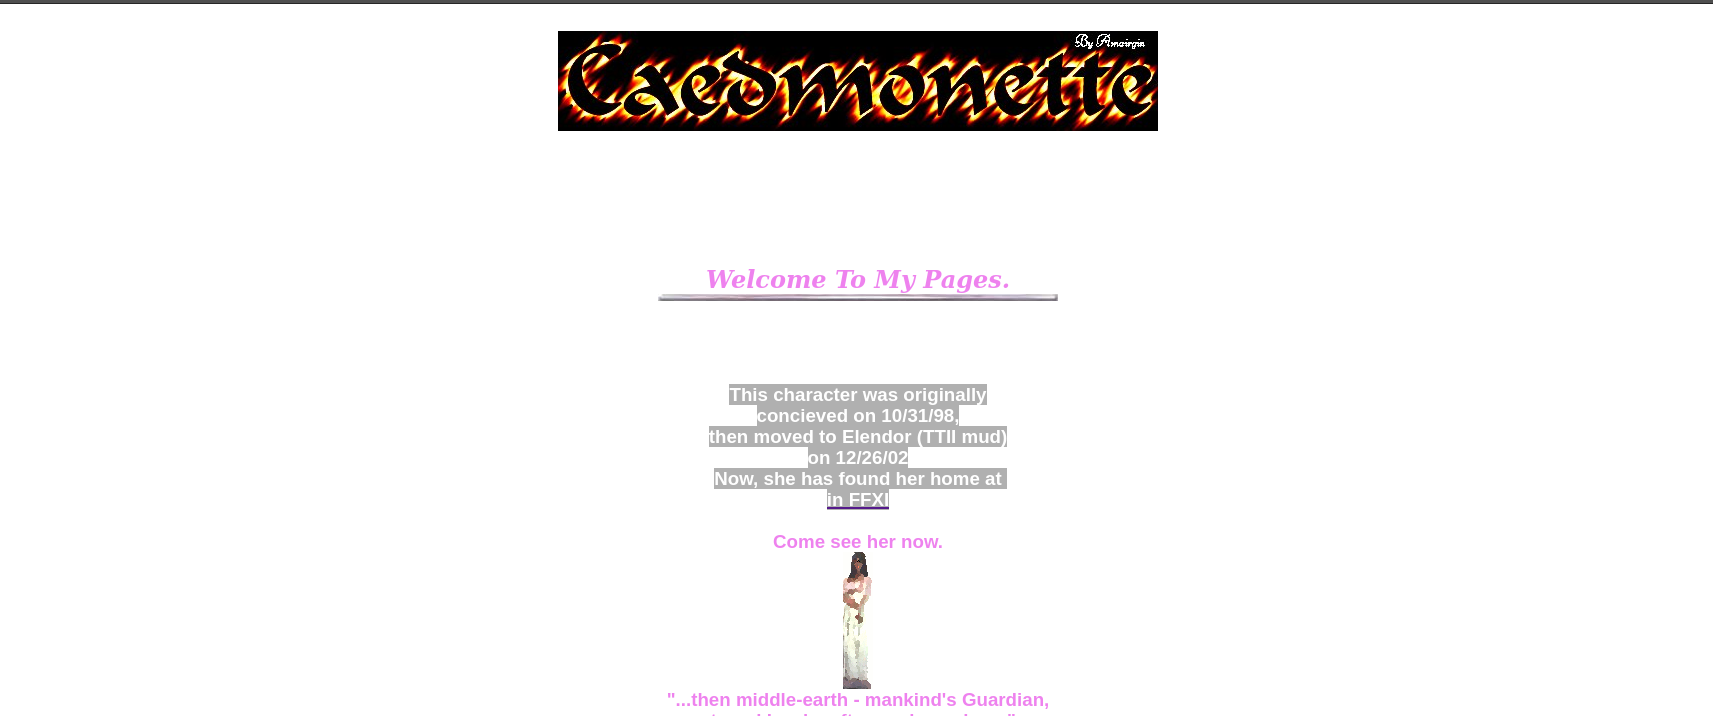 By Amairgin
Caedmonette
Welcome To My Pages.
This character was originally
concieved on 10/31/98,
then moved to Elendor (TTII mud)
on 12/26/02
Now, she has found her home at
in FFXI
Come see her now.
"...then middle-earth - mankind's Guardian,